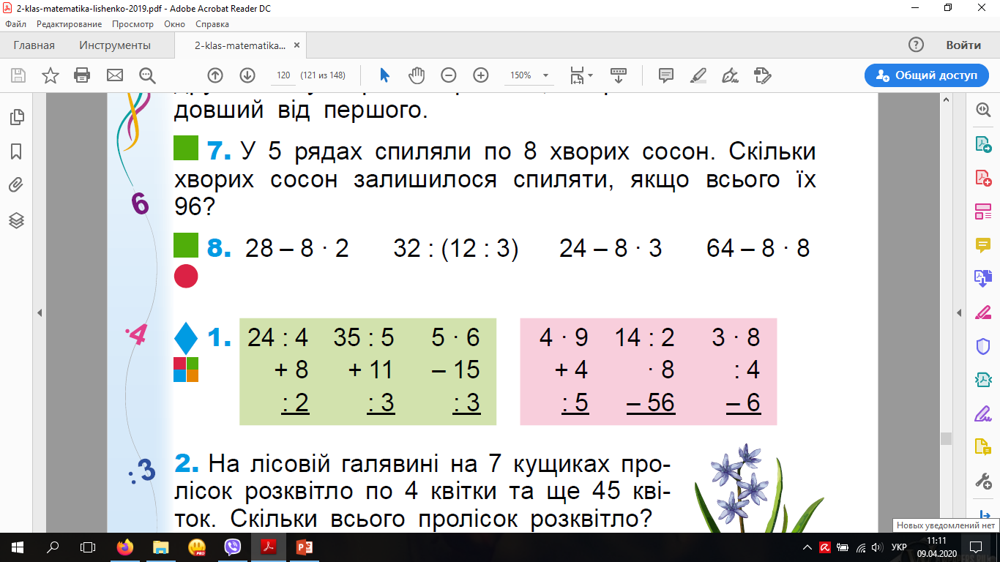 2-klas-matematika-lishenko-2019.pdf - Adobe Acrobat Reader DC
Файл Редактирование Просмотр Окно Справка
Главная Инструменты 2-klas-matematika... × Войти
120 (121 из 148) 150% Общий доступ
довший від першого.
7. У 5 рядах спиляли по 8 хворих сосон. Скільки
хворих сосон залишилося спиляти, якщо всього їх
96?
6
8. 28 – 8 · 2 32 : (12 : 3) 24 – 8 · 3 64 – 8 · 8
·4
1. 24 : 4 35 : 5 5 · 6 4 · 9 14 : 2 3 · 8
+ 8 + 11 – 15 + 4 · 8 : 4
: 2 : 3 : 3 : 5 – 56 – 6
: 3
2. На лісовій галявині на 7 кущиках про-
лісок розквітло по 4 квітки та ще 45 кві-
ток. Скільки всього пролісок розквітло?
Новых уведомлений нет
PRO УКР 11:11
09.04.2020